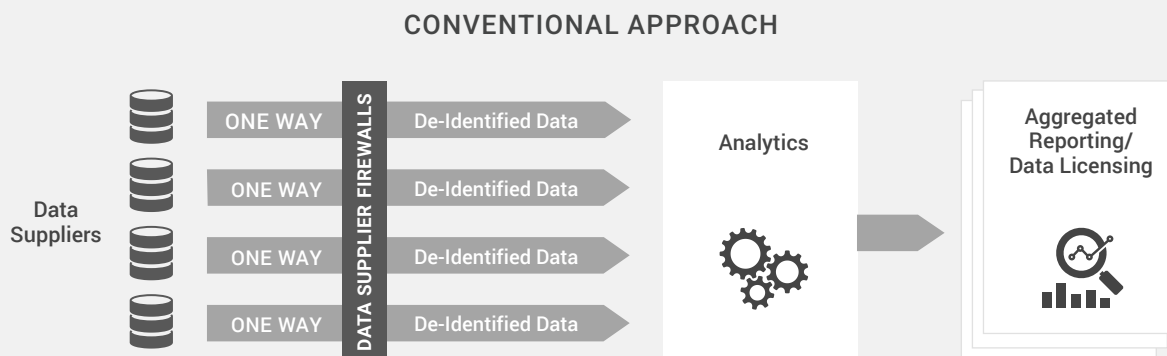 CONVENTIONAL APPROACH
Data
Suppliers
ONE WAY
ONE WAY
ONE WAY
ONE WAY
DATA SUPPLIER FIREWALLS
De-Identified Data
De-Identified Data
De-Identified Data
De-Identified Data
Analytics
Aggregated
Reporting/
Data Licensing